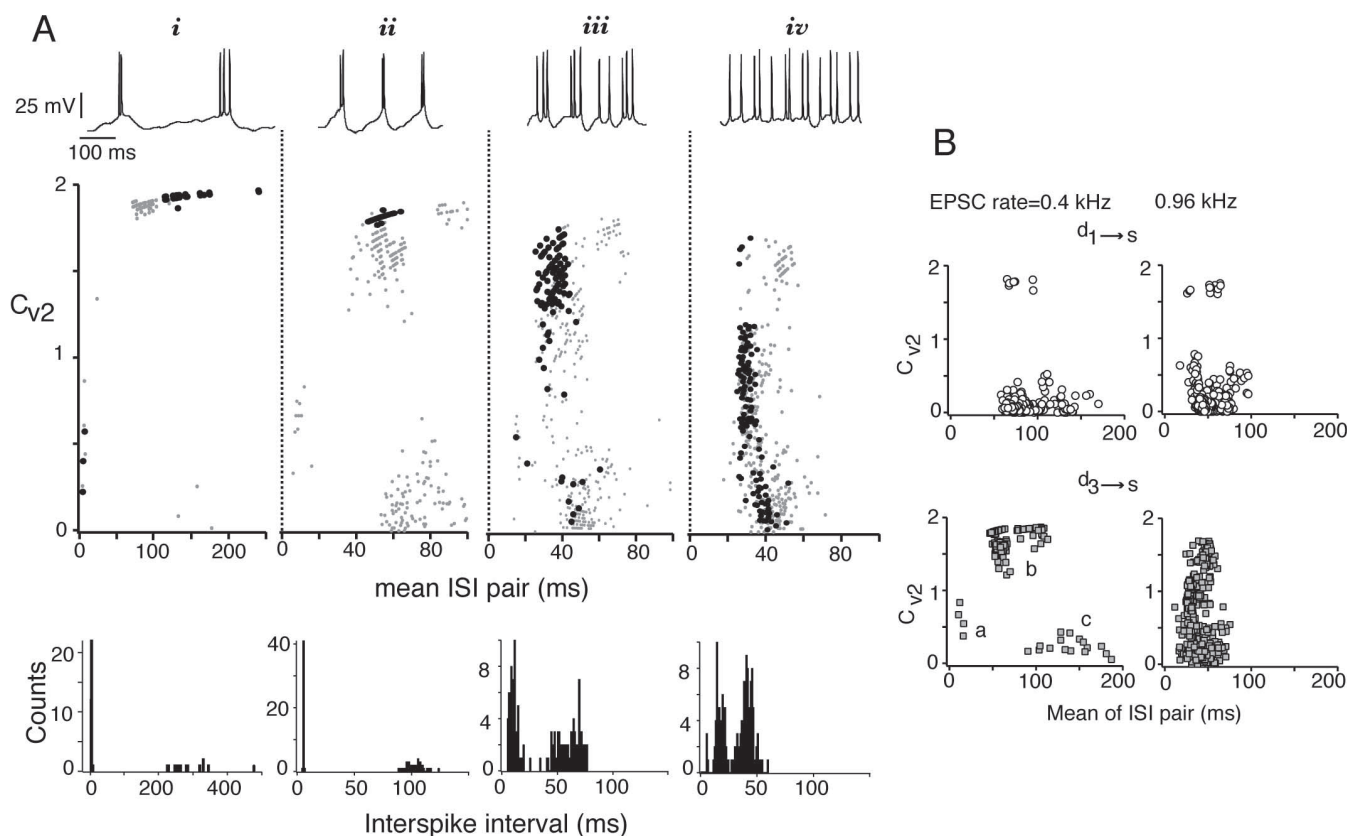 A
i
ii
iii
iv
25 mV
100 ms
2
1
0
C_v2
0 100 200
0 40 80
0 40 80
0 40 80
mean ISI pair (ms)
20
10
0
Counts
0 200 400
40
20
0
0 50 100
8
4
0
0 100
8
4
0
0 50 100
Interspike interval (ms)
B
EPSC rate=0.4 kHz
0.96 kHz
d1→s
2
1
0
C_v2
0 100 200
2
1
0
0 100 200
d3→s
2
1
0
C_v2
a
b
c
0 100 200
2
1
0
0 100 200
Mean of ISI pair (ms)